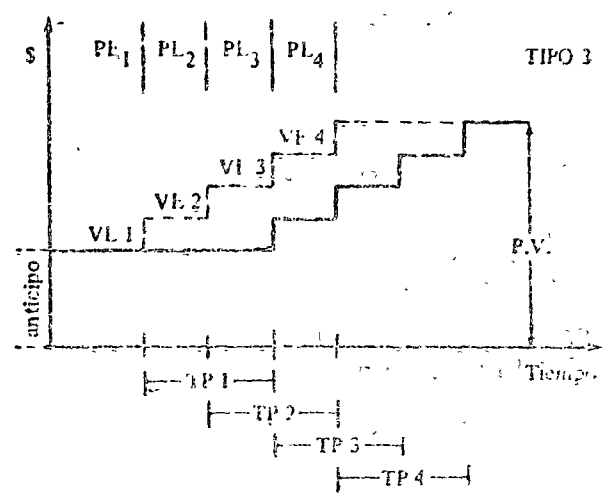 $ PE1 PL2 PL3 PL4 TIPO 3
VE 4
VE 3
VE 2
VL 1
P.V.
anticipo
Tiempo
TP 1
TP 2
TP 3
TP 4